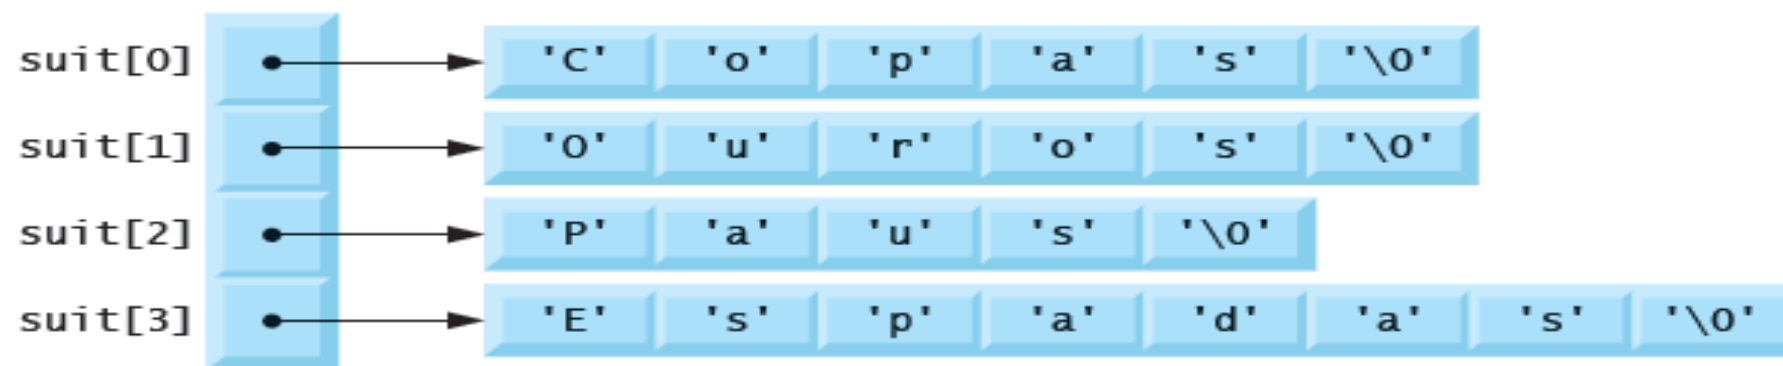 suit[0] 'C' 'o' 'p' 'a' 's' '\0'
suit[1] 'O' 'u' 'r' 'o' 's' '\0'
suit[2] 'P' 'a' 'u' 's' '\0'
suit[3] 'E' 's' 'p' 'a' 'd' 'a' 's' '\0'